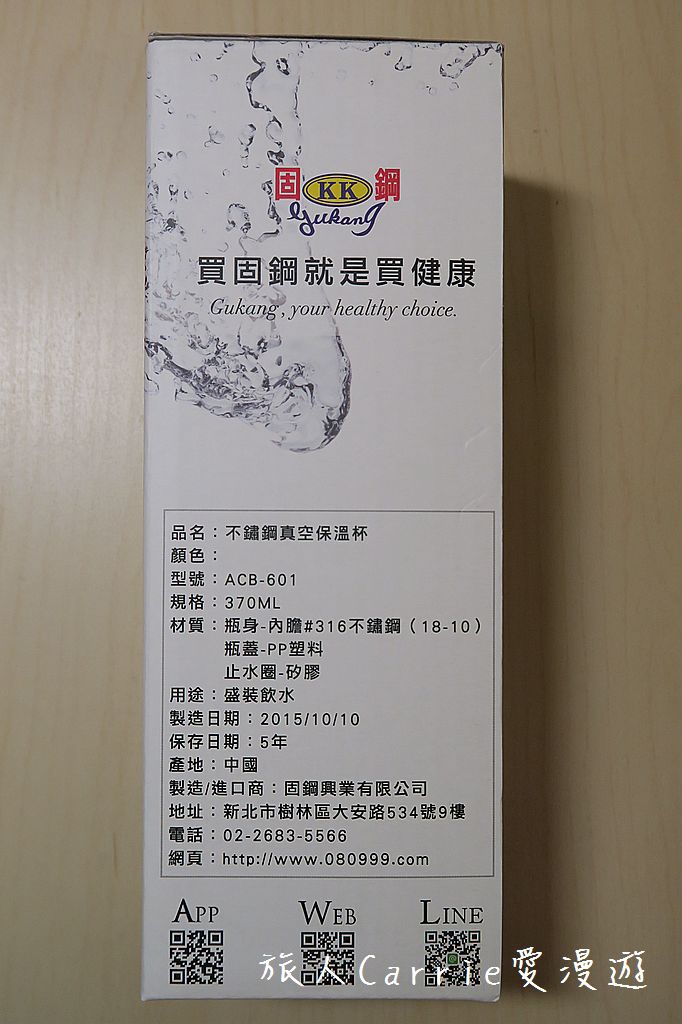 固 KK 鋼
Gukang
買固鋼就是買健康
Gukang, your healthy choice.
品名：不鏽鋼真空保溫杯
顏色：
型號：ACB-601
規格：370ML
材質：瓶身-內膽#316不鏽鋼（18-10）
瓶蓋-PP塑料
止水圈-矽膠
用途：盛裝飲水
製造日期：2015/10/10
保存日期：5年
產地：中國
製造/進口商：固鋼興業有限公司
地址：新北市樹林區大安路534號9樓
電話：02-2683-5566
網頁：http://www.080999.com
APP WEB LINE
旅人Carrie愛漫遊